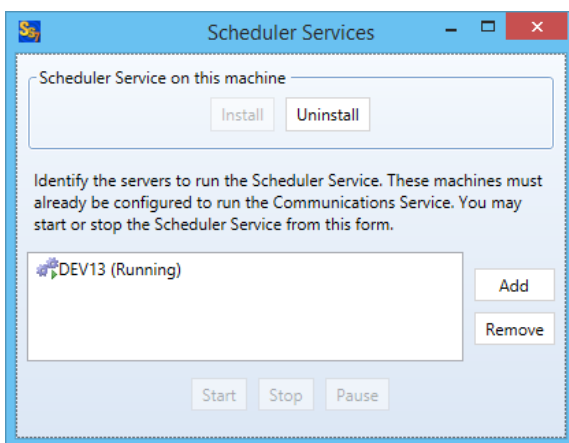 SS7
Scheduler Services
Scheduler Service on this machine
Install Uninstall
Identify the servers to run the Scheduler Service. These machines must
already be configured to run the Communications Service. You may
start or stop the Scheduler Service from this form.
DEV13 (Running)
Add
Remove
Start Stop Pause